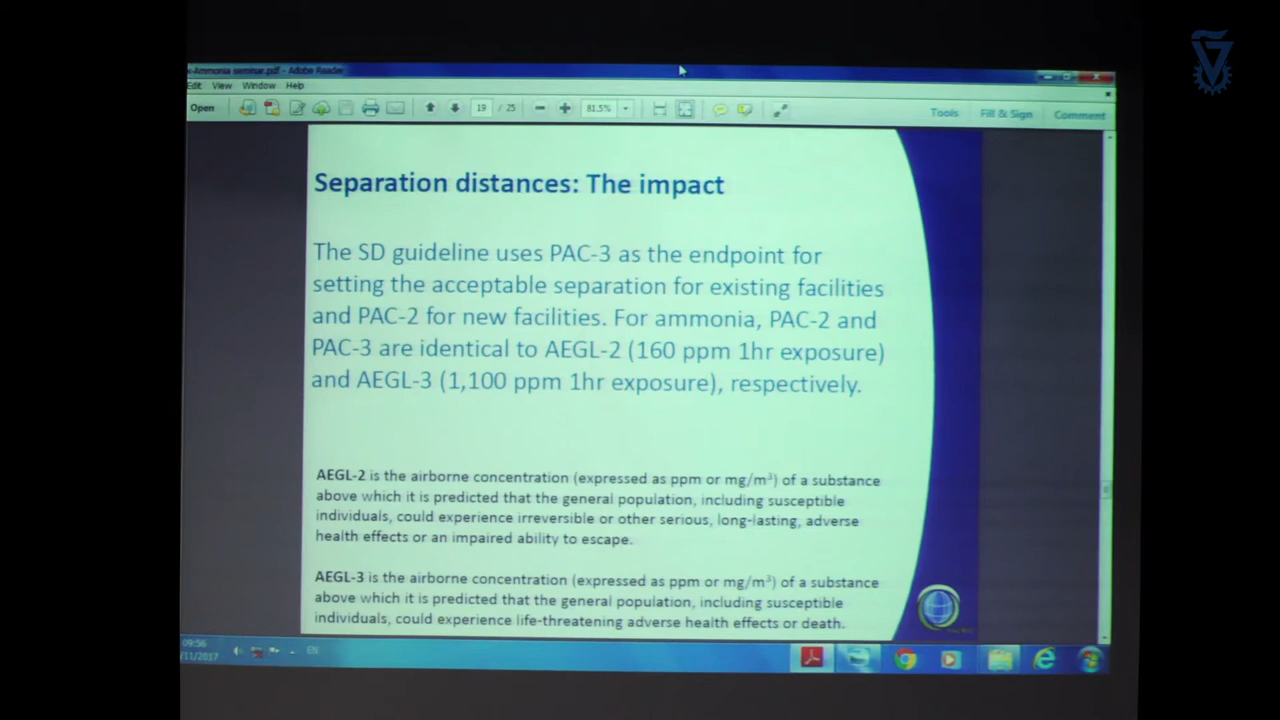 -Ammonia seminar.pdf - Adobe Reader
Edit View Window Help
Open 19 / 25 81.5% Tools Fill & Sign Comment
Separation distances: The impact
The SD guideline uses PAC-3 as the endpoint for
setting the acceptable separation for existing facilities
and PAC-2 for new facilities. For ammonia, PAC-2 and
PAC-3 are identical to AEGL-2 (160 ppm 1hr exposure)
and AEGL-3 (1,100 ppm 1hr exposure), respectively.
AEGL-2 is the airborne concentration (expressed as ppm or mg/m³) of a substance
above which it is predicted that the general population, including susceptible
individuals, could experience irreversible or other serious, long-lasting, adverse
health effects or an impaired ability to escape.
AEGL-3 is the airborne concentration (expressed as ppm or mg/m³) of a substance
above which it is predicted that the general population, including susceptible
individuals, could experience life-threatening adverse health effects or death.
09:56
/11/2017
EN